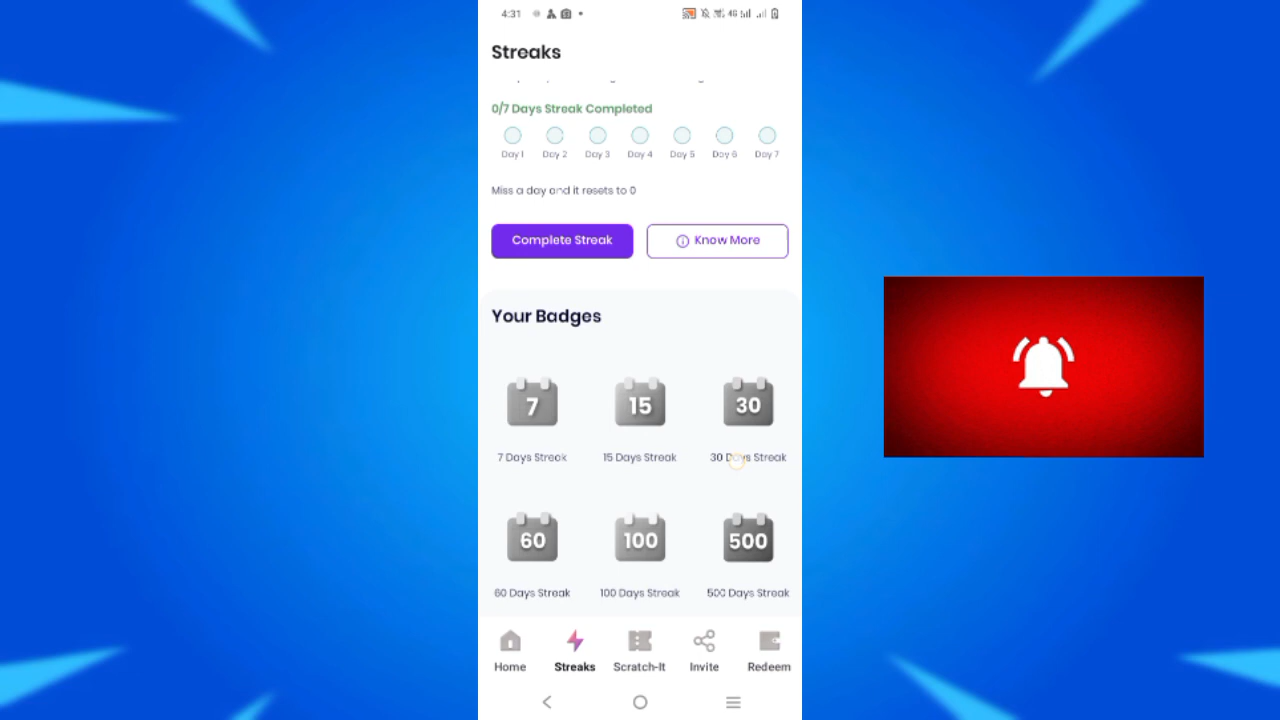 4:31
4G
Streaks
0/7 Days Streak Completed
Day 1 Day 2 Day 3 Day 4 Day 5 Day 6 Day 7
Miss a day and it resets to 0
Complete Streak Know More
Your Badges
7 15 30
7 Days Streak 15 Days Streak 30 Days Streak
60 100 500
60 Days Streak 100 Days Streak 500 Days Streak
Home Streaks Scratch-It Invite Redeem